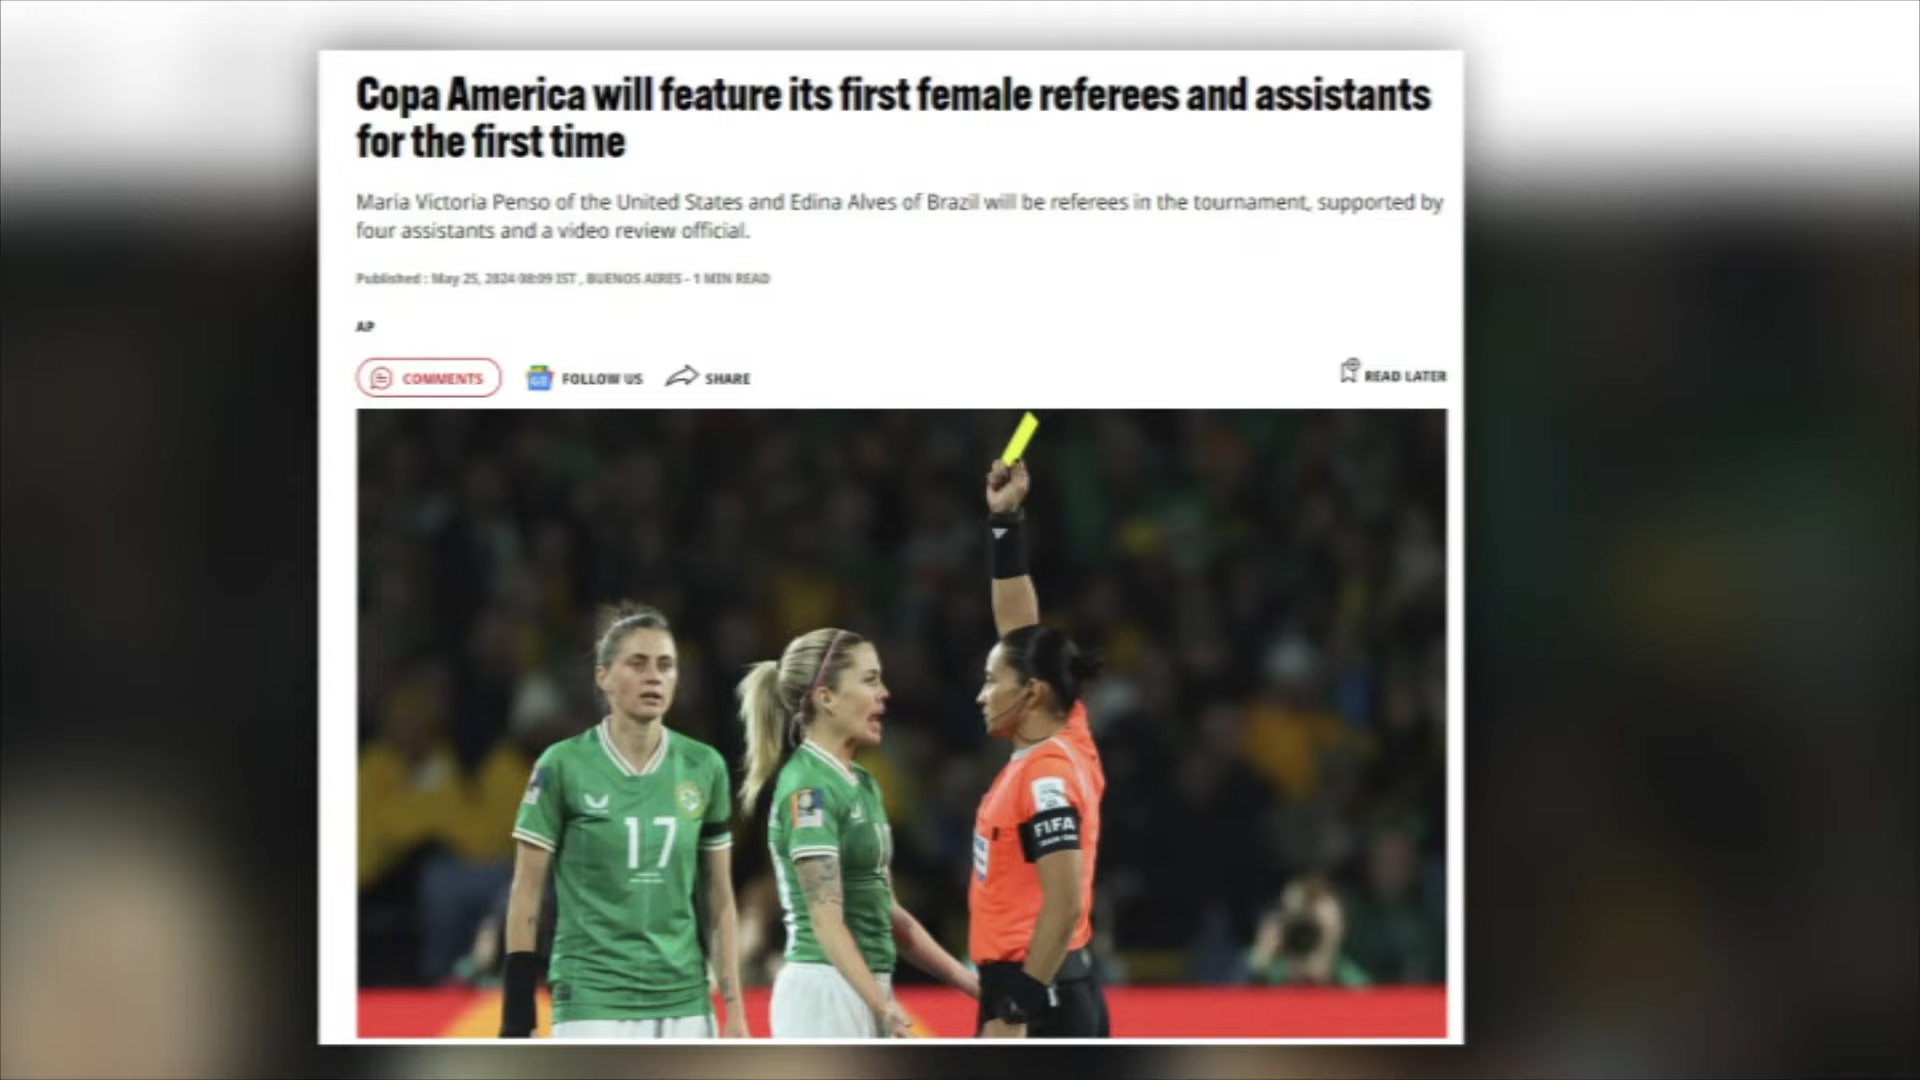 Copa America will feature its first female referees and assistants
for the first time
Maria Victoria Penso of the United States and Edina Alves of Brazil will be referees in the tournament, supported by
four assistants and a video review official.
Published : May 25, 2024 08:09 IST , BUENOS AIRES - 1 MIN READ
AP
COMMENTS
FOLLOW US
SHARE
READ LATER
17
FIFA